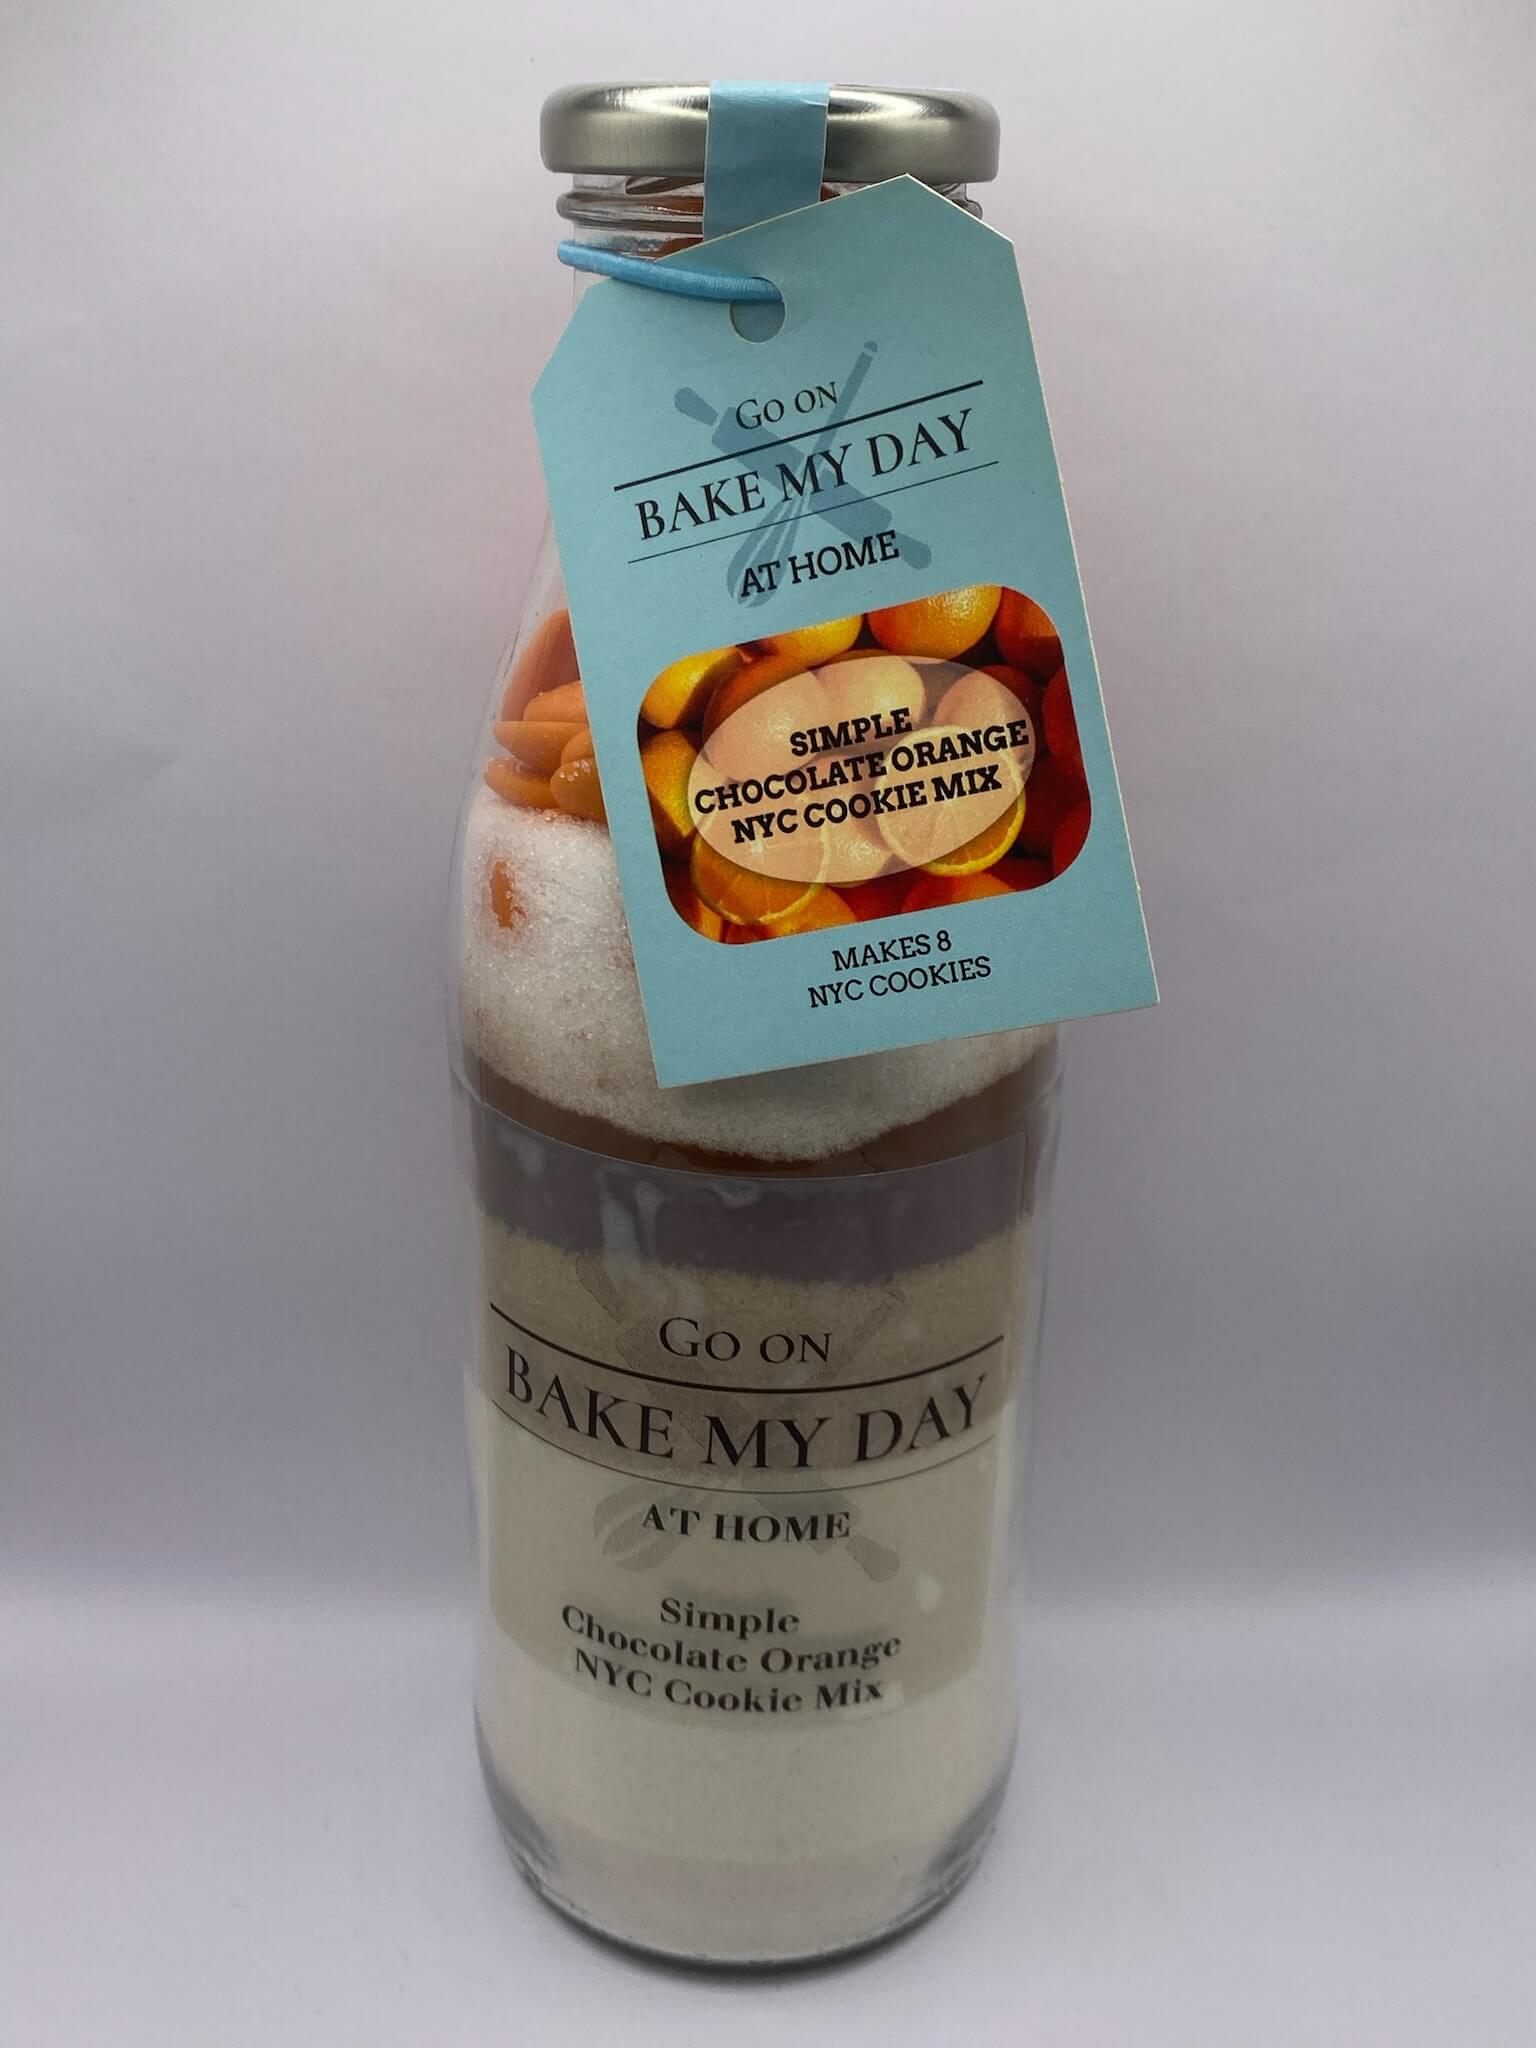 GO ON
BAKE MY DAY
AT HOME
SIMPLE
CHOCOLATE ORANGE
NYC COOKIE MIX
MAKES 8
NYC COOKIES
GO ON
BAKE MY DAY
AT HOME
Simple
Chocolate Orange
NYC Cookie Mix